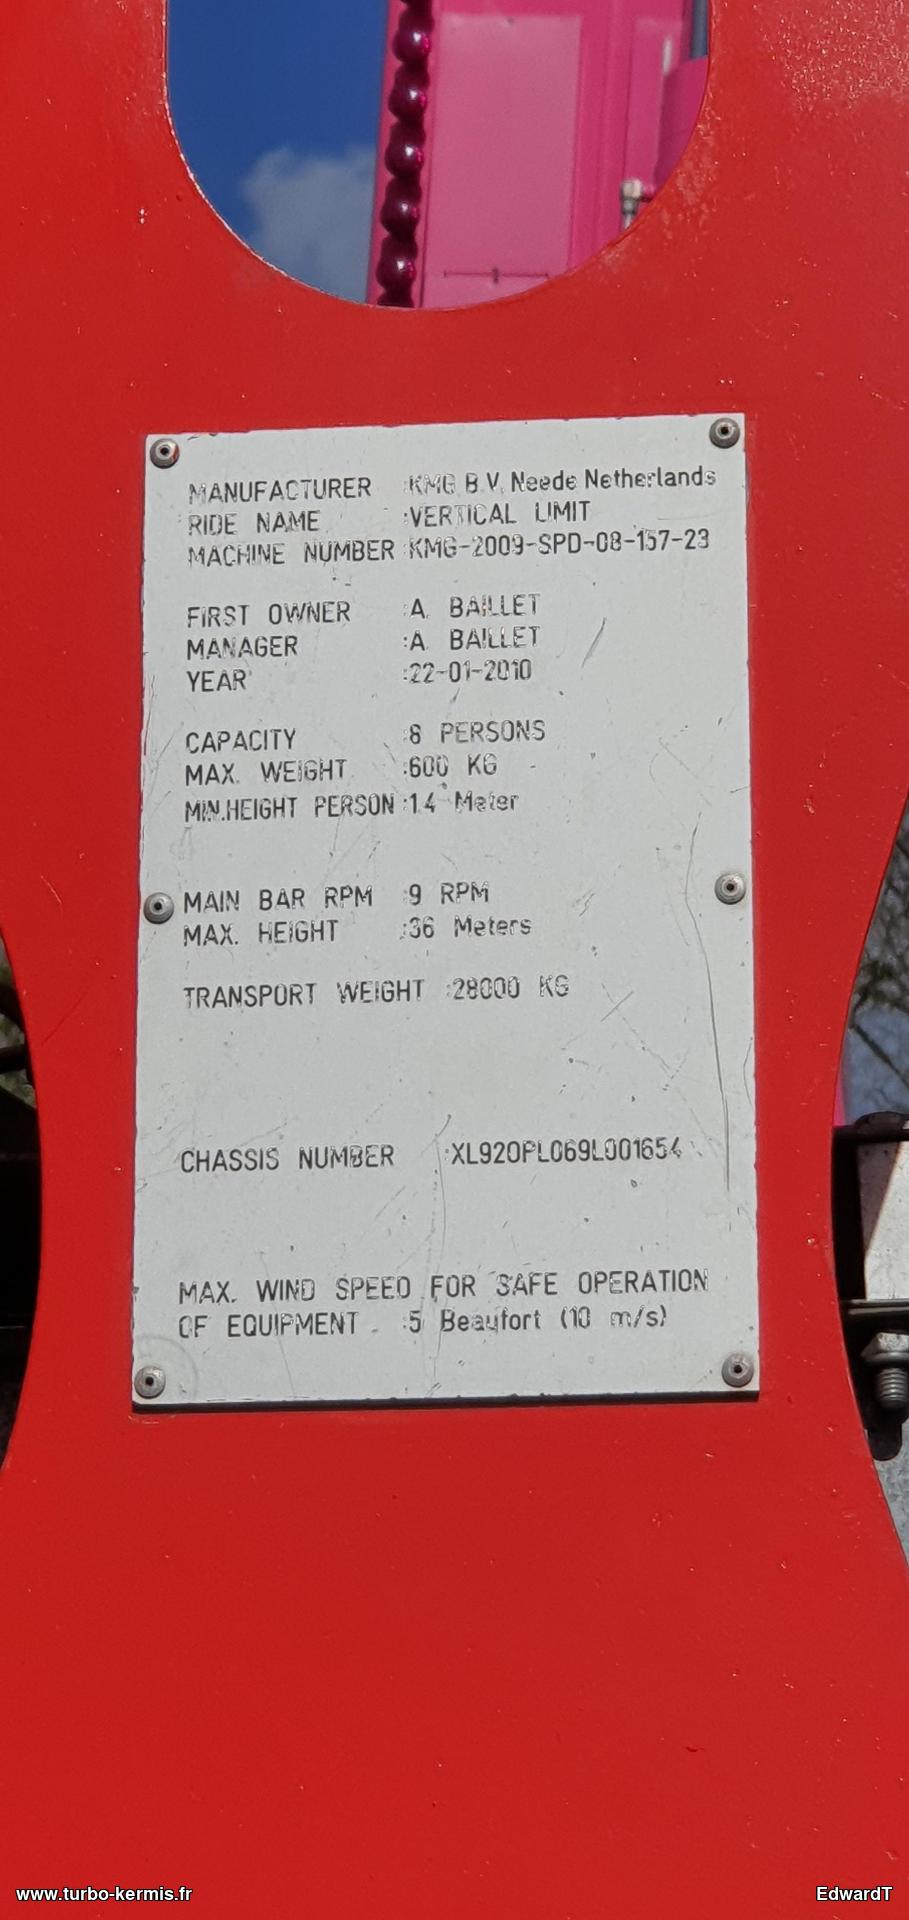 MANUFACTURER :KMG B.V. Neede Netherlands
RIDE NAME :VERTICAL LIMIT
MACHINE NUMBER :KMG-2009-SPD-08-157-23
FIRST OWNER :A. BAILLET
MANAGER :A. BAILLET
YEAR :22-01-2010
CAPACITY :8 PERSONS
MAX. WEIGHT :600 KG
MIN.HEIGHT PERSON :1.4 Meter
MAIN BAR RPM :9 RPM
MAX. HEIGHT :36 Meters
TRANSPORT WEIGHT :28000 KG
CHASSIS NUMBER :XL920PL069L001654
MAX. WIND SPEED FOR SAFE OPERATION
OF EQUIPMENT :5 Beaufort (10 m/s)
www.turbo-kermis.fr
EdwardT